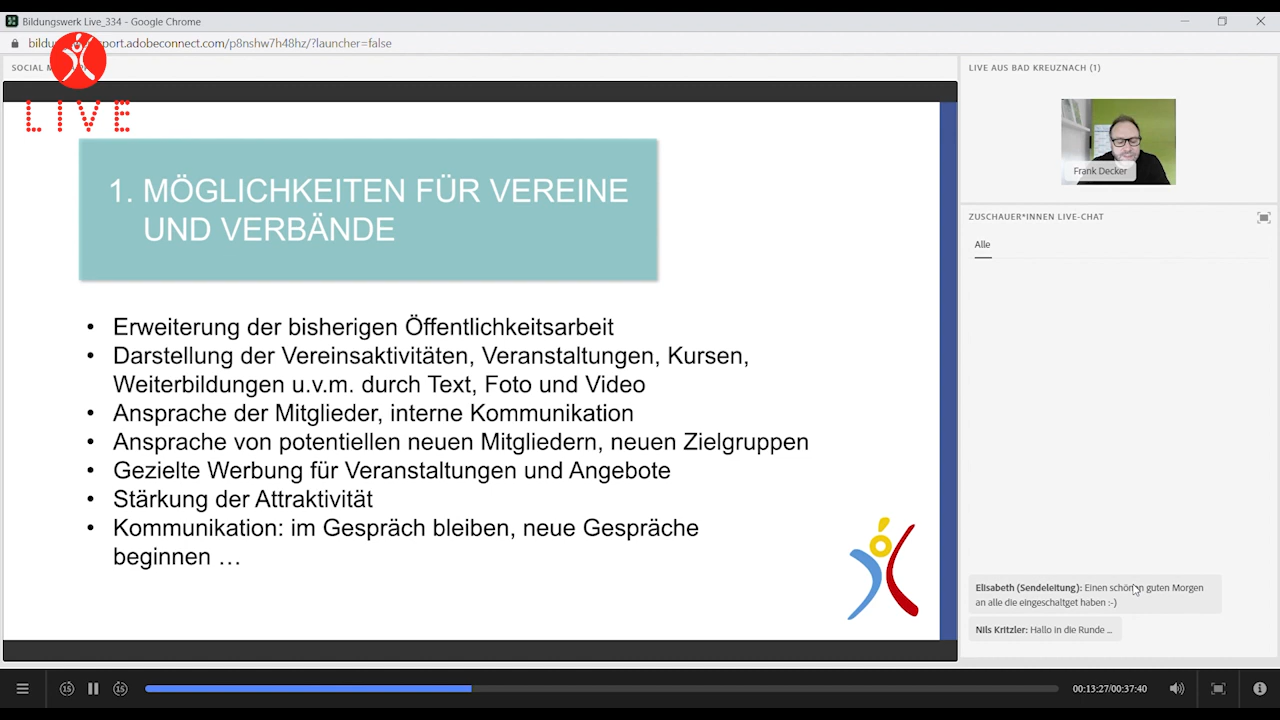 Bildungswerk Live_334 - Google Chrome
port.adobeconnect.com/p8nshw7h48hz/?launcher=false
SOCIAL
LIVE
LIVE AUS BAD KREUZNACH (1)
Frank Decker
1. MÖGLICHKEITEN FÜR VEREINE
UND VERBÄNDE
• Erweiterung der bisherigen Öffentlichkeitsarbeit
• Darstellung der Vereinsaktivitäten, Veranstaltungen, Kursen,
Weiterbildungen u.v.m. durch Text, Foto und Video
• Ansprache der Mitglieder, interne Kommunikation
• Ansprache von potentiellen neuen Mitgliedern, neuen Zielgruppen
• Gezielte Werbung für Veranstaltungen und Angebote
• Stärkung der Attraktivität
• Kommunikation: im Gespräch bleiben, neue Gespräche
beginnen …
ZUSCHAUER*INNEN LIVE-CHAT
Alle
Elisabeth (Sendeleitung): Einen schönen guten Morgen
an alle die eingeschaltget haben :-)
Nils Kritzler: Hallo in die Runde ...
15
15
00:13:27/00:37:40